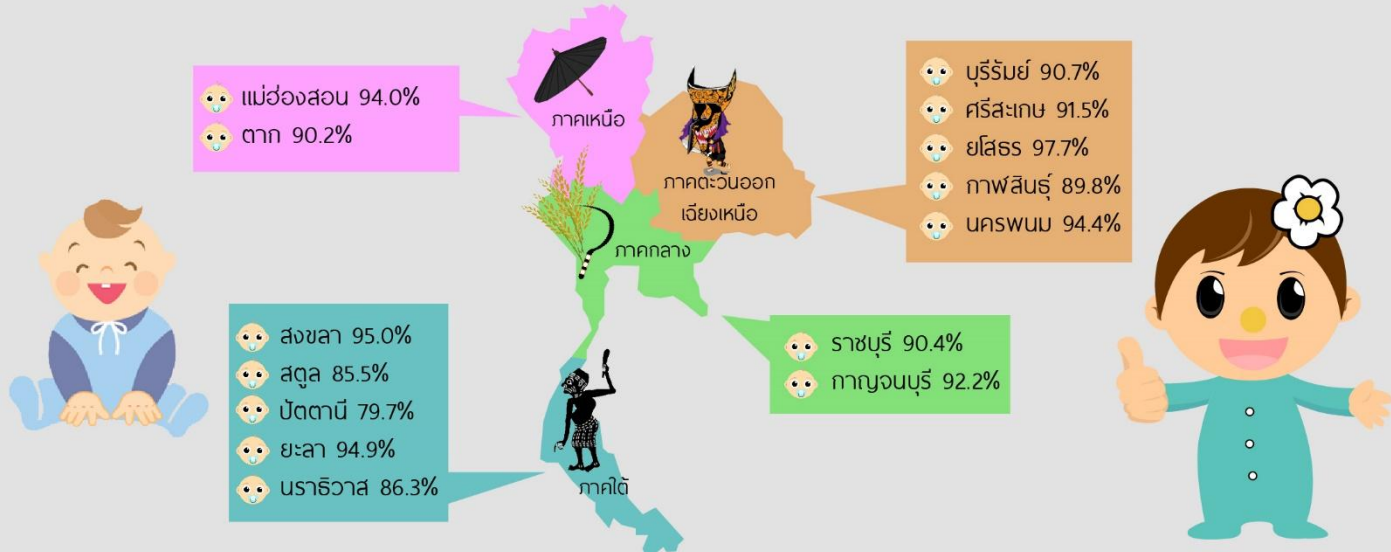 แม่ฮ่องสอน 94.0%
ตาก 90.2%
ภาคเหนือ
ภาคตะวันออก
เฉียงเหนือ
ภาคกลาง
ภาคใต้
บุรีรัมย์ 90.7%
ศรีสะเกษ 91.5%
ยโสธร 97.7%
กาฬสินธุ์ 89.8%
นครพนม 94.4%
สงขลา 95.0%
สตูล 85.5%
ปัตตานี 79.7%
ยะลา 94.9%
นราธิวาส 86.3%
ราชบุรี 90.4%
กาญจนบุรี 92.2%